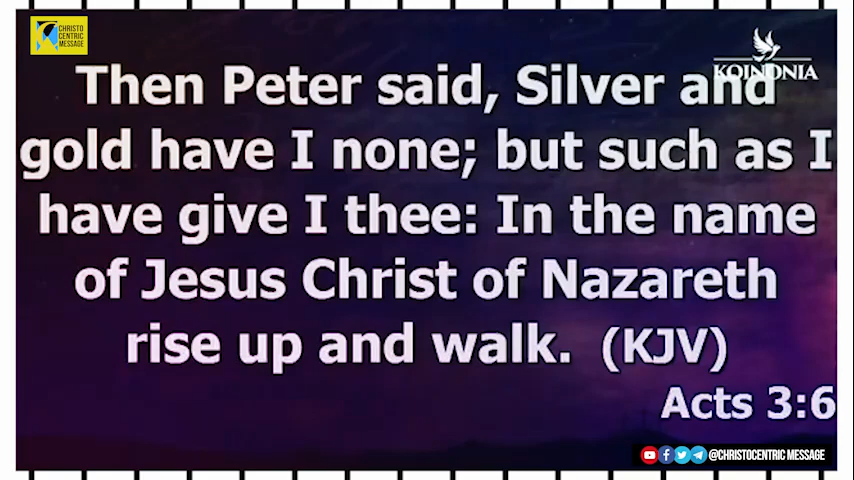 CHRISTO
CENTRIC
MESSAGE
KOINONIA
Then Peter said, Silver and
gold have I none; but such as I
have give I thee: In the name
of Jesus Christ of Nazareth
rise up and walk. (KJV)
Acts 3:6
@CHRISTOCENTRIC MESSAGE